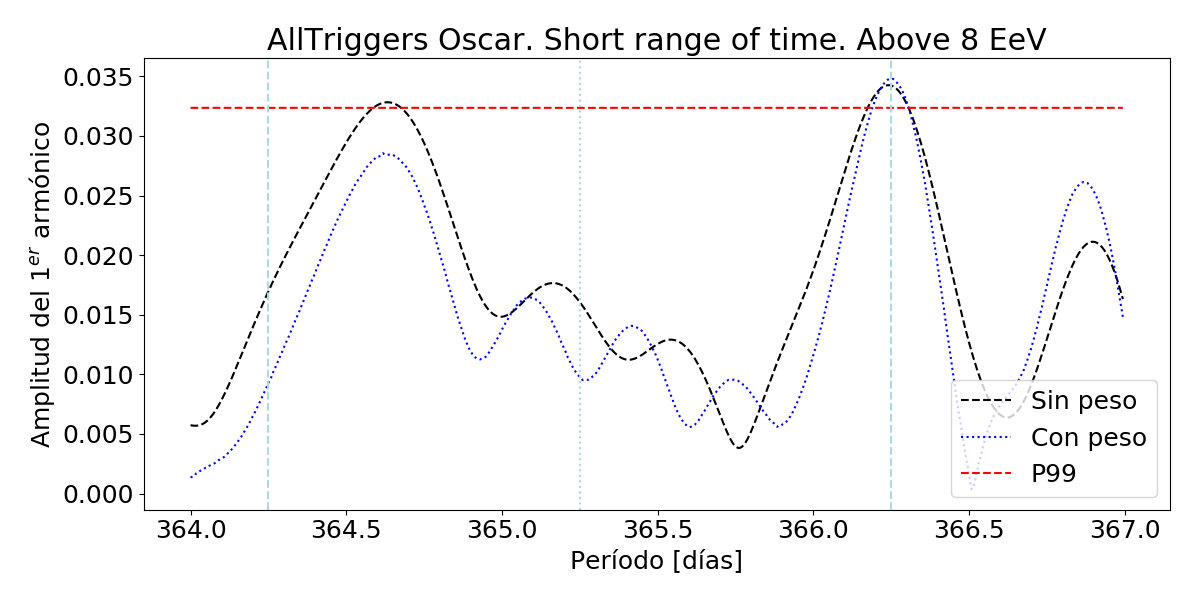 AllTriggers Oscar. Short range of time. Above 8 EeV
Amplitud del 1^er armónico
0.035
0.030
0.025
0.020
0.015
0.010
0.005
0.000
364.0 364.5 365.0 365.5 366.0 366.5 367.0
Período [días]
Sin peso
Con peso
P99